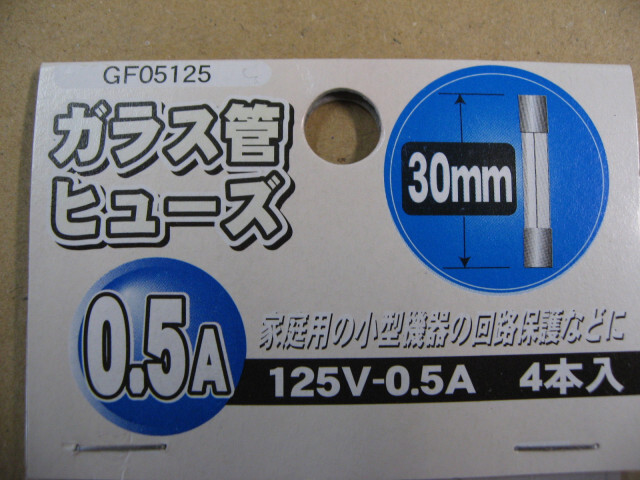 GF05125
ガラス管
ヒューズ
30mm
0.5A
家庭用の小型機器の回路保護などに
125V-0.5A 4本入